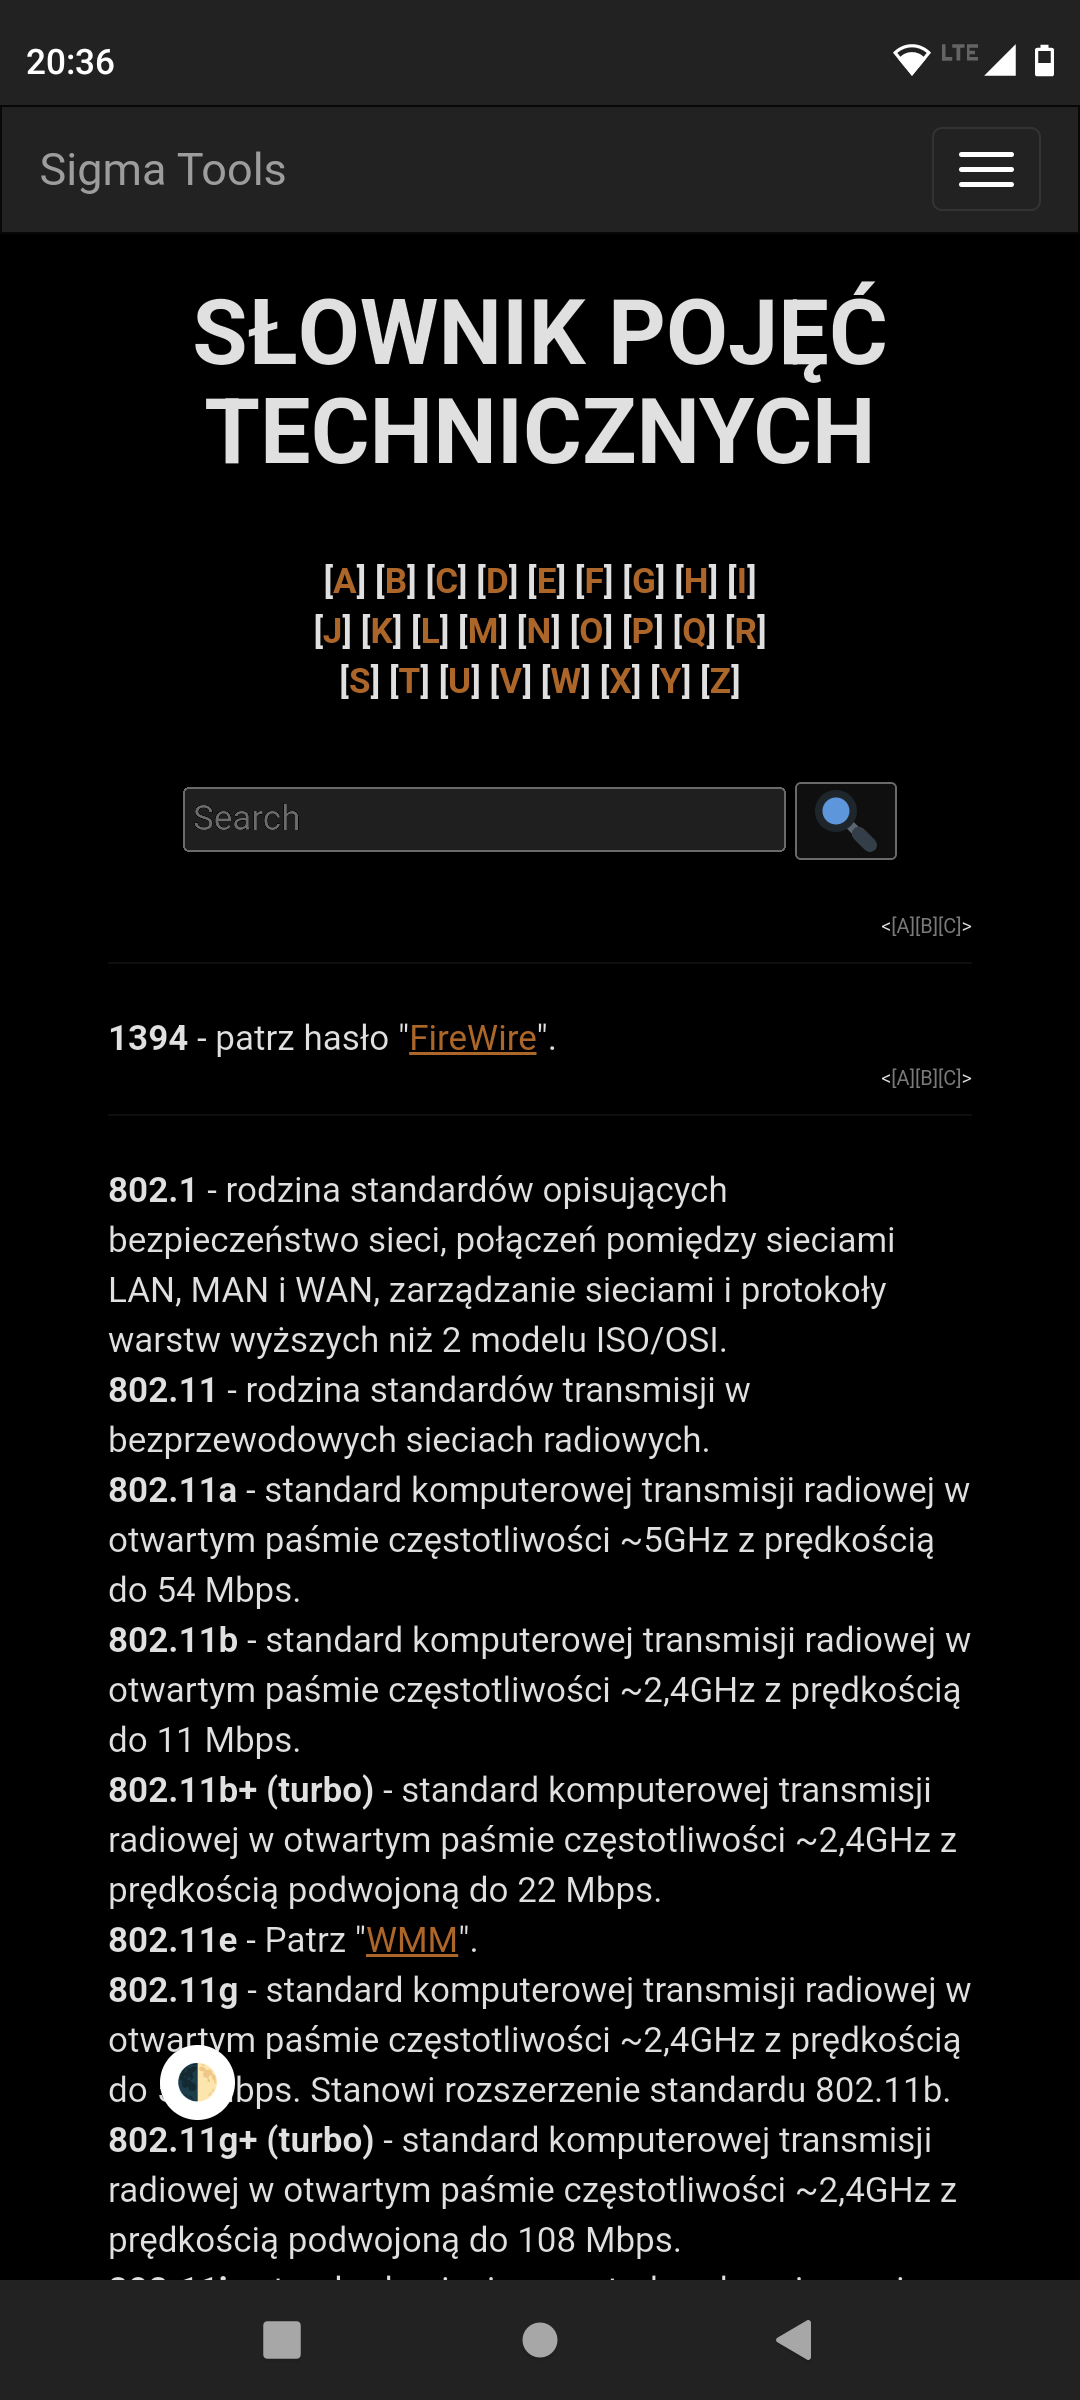 20:36
LTE
Sigma Tools
SŁOWNIK POJĘĆ
TECHNICZNYCH
[A] [B] [C] [D] [E] [F] [G] [H] [I]
[J] [K] [L] [M] [N] [O] [P] [Q] [R]
[S] [T] [U] [V] [W] [X] [Y] [Z]
Search
<[A][B][C]>
1394 - patrz hasło "FireWire".
<[A][B][C]>
802.1 - rodzina standardów opisujących
bezpieczeństwo sieci, połączeń pomiędzy sieciami
LAN, MAN i WAN, zarządzanie sieciami i protokoły
warstw wyższych niż 2 modelu ISO/OSI.
802.11 - rodzina standardów transmisji w
bezprzewodowych sieciach radiowych.
802.11a - standard komputerowej transmisji radiowej w
otwartym paśmie częstotliwości ~5GHz z prędkością
do 54 Mbps.
802.11b - standard komputerowej transmisji radiowej w
otwartym paśmie częstotliwości ~2,4GHz z prędkością
do 11 Mbps.
802.11b+ (turbo) - standard komputerowej transmisji
radiowej w otwartym paśmie częstotliwości ~2,4GHz z
prędkością podwojoną do 22 Mbps.
802.11e - Patrz "WMM".
802.11g - standard komputerowej transmisji radiowej w
otwartym paśmie częstotliwości ~2,4GHz z prędkością
do bps. Stanowi rozszerzenie standardu 802.11b.
802.11g+ (turbo) - standard komputerowej transmisji
radiowej w otwartym paśmie częstotliwości ~2,4GHz z
prędkością podwojoną do 108 Mbps.